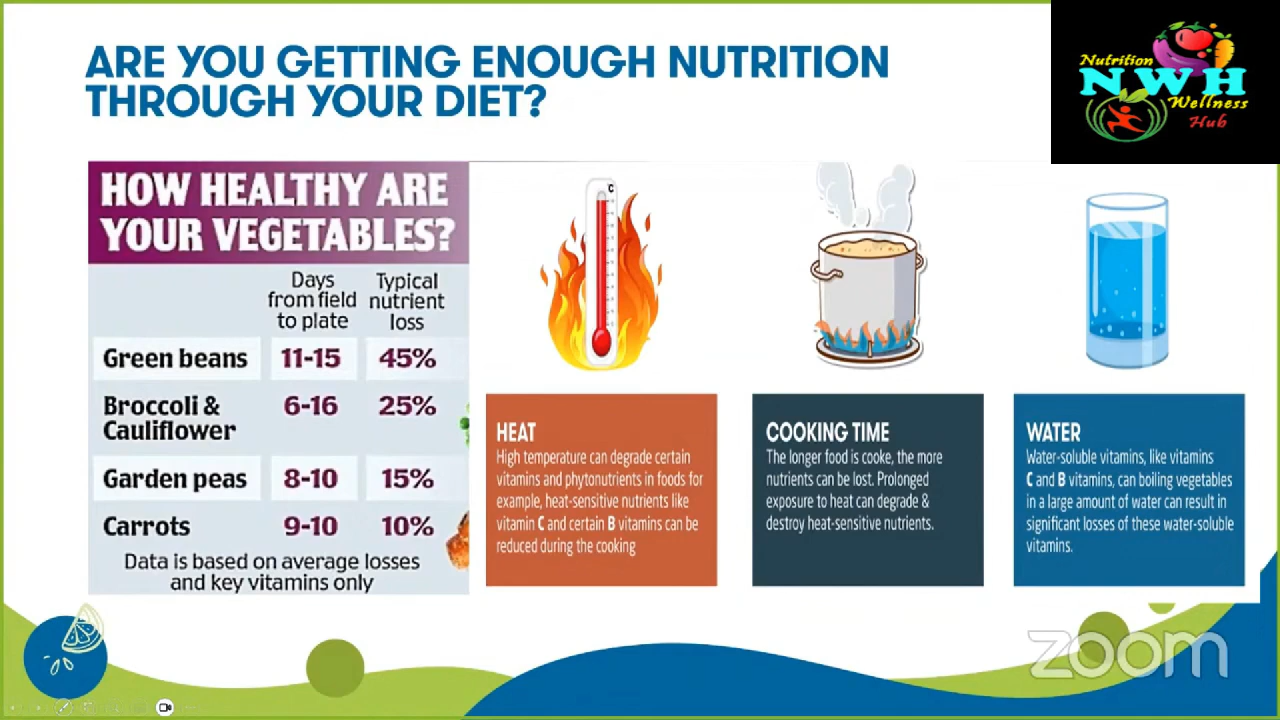 ARE YOU GETTING ENOUGH NUTRITION
THROUGH YOUR DIET?
Nutrition
NWH
Wellness
Hub
HOW HEALTHY ARE
YOUR VEGETABLES?
Days from field to plate
Typical nutrient loss
Green beans 11-15 45%
Broccoli & Cauliflower 6-16 25%
Garden peas 8-10 15%
Carrots 9-10 10%
Data is based on average losses
and key vitamins only
C
HEAT
High temperature can degrade certain
vitamins and phytonutrients in foods for
example, heat-sensitive nutrients like
vitamin C and certain B vitamins can be
reduced during the cooking
COOKING TIME
The longer food is cooke, the more
nutrients can be lost. Prolonged
exposure to heat can degrade &
destroy heat-sensitive nutrients.
WATER
Water-soluble vitamins, like vitamins
C and B vitamins, can boiling vegetables
in a large amount of water can result in
significant losses of these water-soluble
vitamins.
zoom